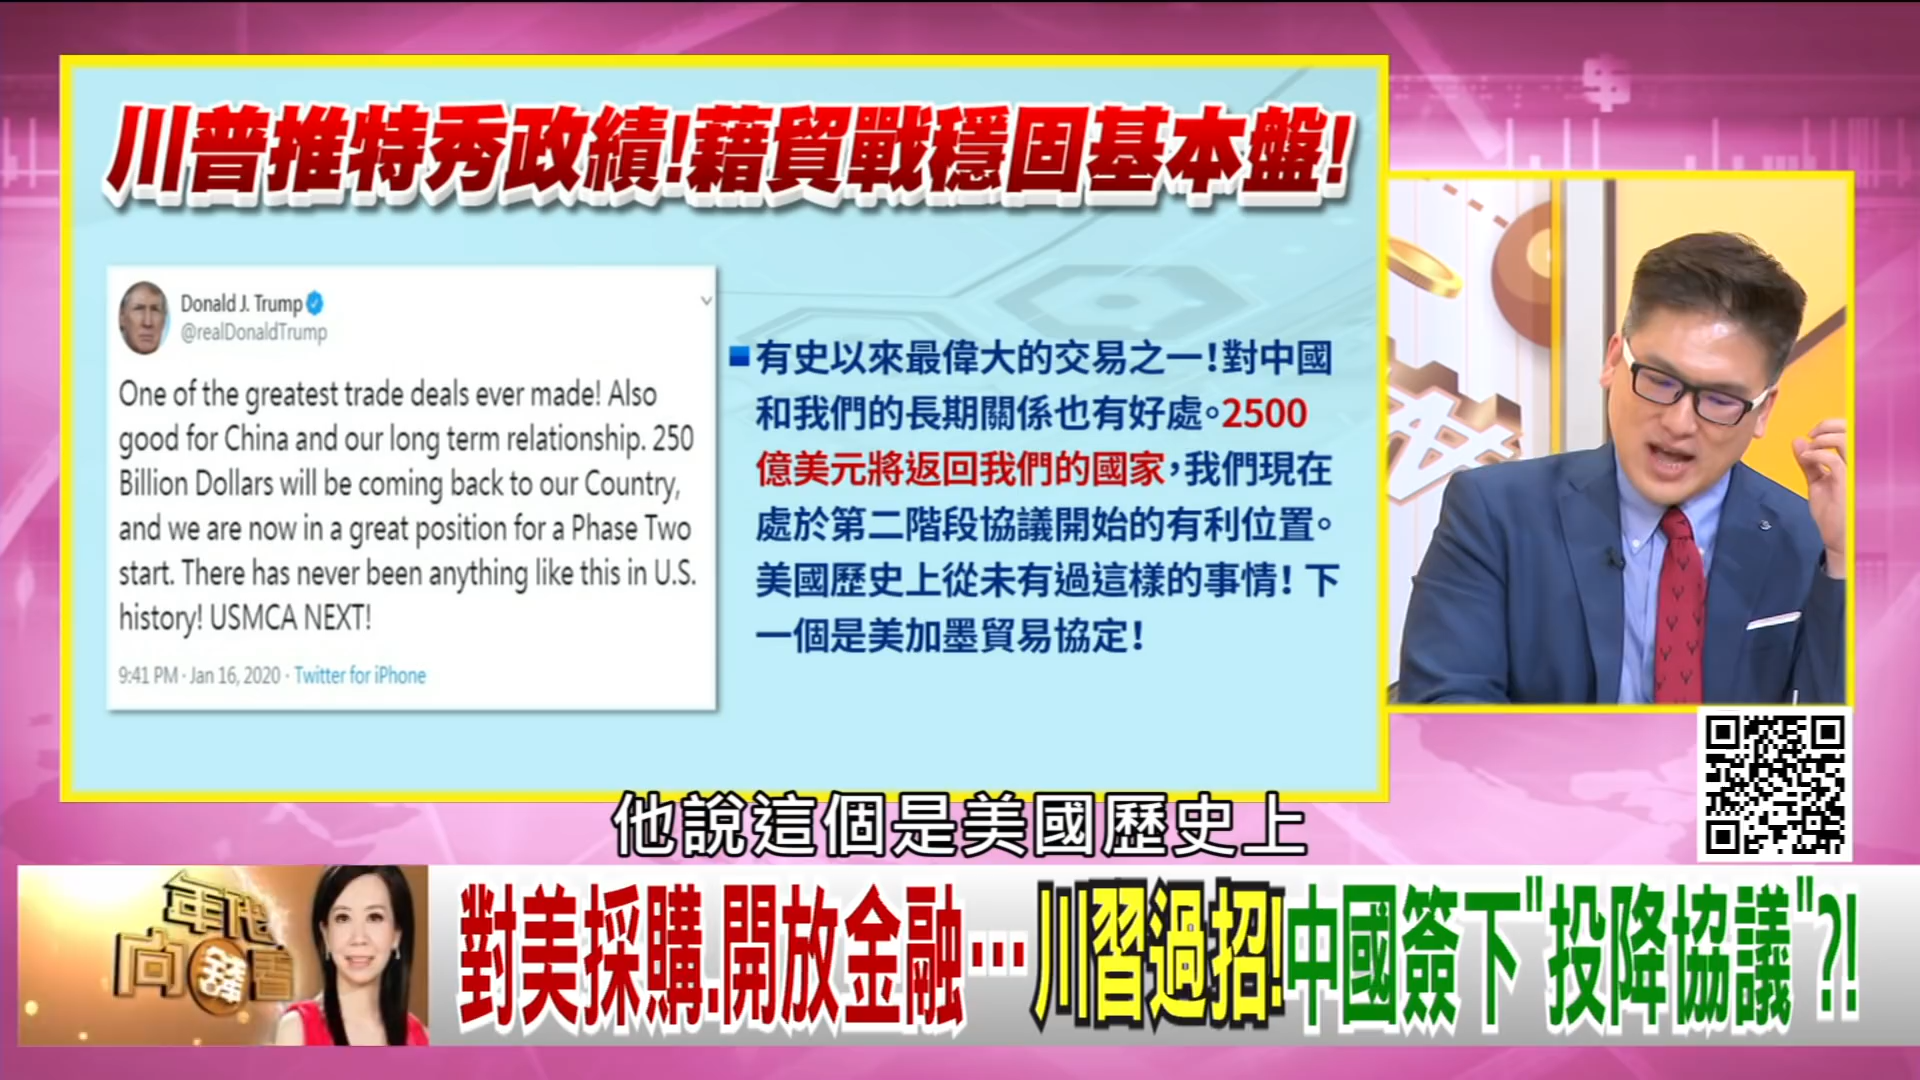 川普推特秀政績!藉貿戰穩固基本盤!
Donald J. Trump
@realDonaldTrump
One of the greatest trade deals ever made! Also
good for China and our long term relationship. 250
Billion Dollars will be coming back to our Country,
and we are now in a great position for a Phase Two
start. There has never been anything like this in U.S.
history! USMCA NEXT!
9:41 PM · Jan 16, 2020 · Twitter for iPhone
有史以來最偉大的交易之一!對中國
和我們的長期關係也有好處。2500
億美元將返回我們的國家,我們現在
處於第二階段協議開始的有利位置。
美國歷史上從未有過這樣的事情! 下
一個是美加墨貿易協定!
他說這個是美國歷史上
年代
向錢看
對美採購.開放金融…川習過招!中國簽下"投降協議"?!